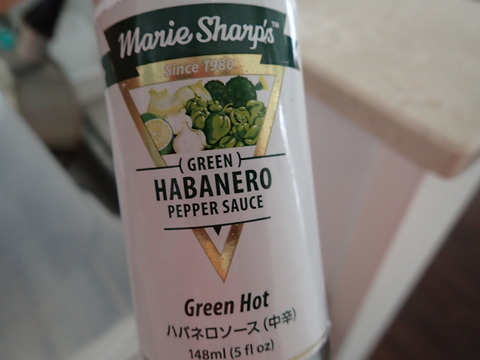 Marie Sharp's™
Since 1980
(GREEN)
HABANERO
PEPPER SAUCE
Green Hot
ハバネロソース(中辛)
148ml (5 fl oz)